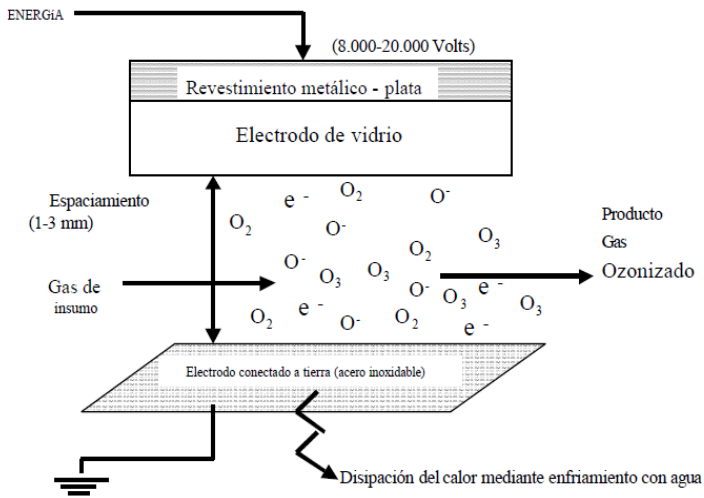 ENERGíA
(8.000-20.000 Volts)
Revestimiento metálico - plata
Electrodo de vidrio
Espaciamiento
(1-3 mm)
e - O2 O-
O2 O-
O2 O3
O- O3 O3
O- O3 e -
O2 e - O- O2 e - O3
Gas de
insumo
Producto
Gas
Ozonizado
Electrodo conectado a tierra (acero inoxidable)
Disipación del calor mediante enfriamiento con agua